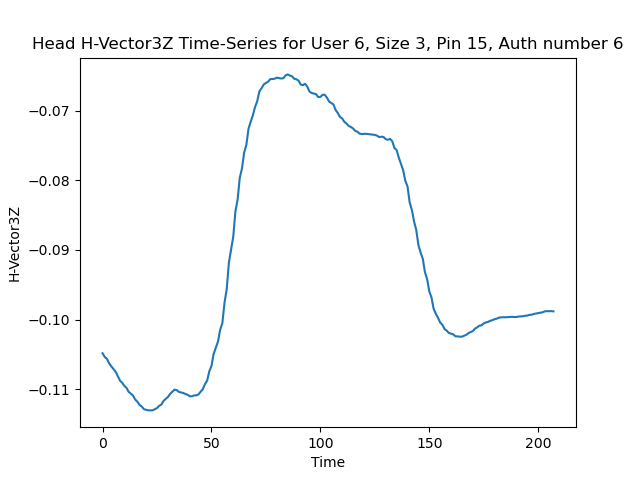 Head H-Vector3Z Time-Series for User 6, Size 3, Pin 15, Auth number 6
−0.07
−0.08
−0.09
−0.10
−0.11
H-Vector3Z
0 50 100 150 200
Time